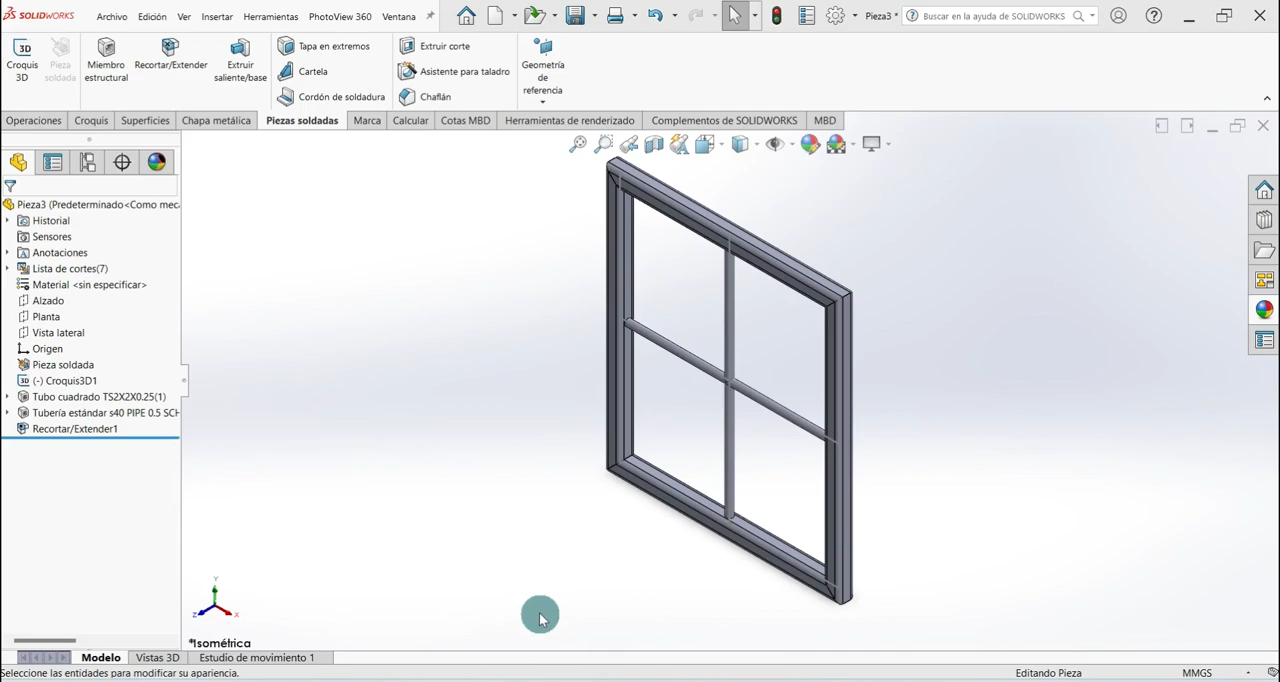 SOLIDWORKS
Archivo
Edición
Ver
Insertar
Herramientas
PhotoView 360
Ventana
Pieza3 *
Buscar en la ayuda de SOLIDWORKS
Croquis 3D
Pieza soldada
Miembro estructural
Recortar/Extender
Extruir saliente/base
Tapa en extremos
Cartela
Cordón de soldadura
Extruir corte
Asistente para taladro
Chaflán
Geometría de referencia
Operaciones
Croquis
Superficies
Chapa metálica
Piezas soldadas
Marca
Calcular
Cotas MBD
Herramientas de renderizado
Complementos de SOLIDWORKS
MBD
Pieza3 (Predeterminado<Como mec
Historial
Sensores
Anotaciones
Lista de cortes(7)
Material <sin especificar>
Alzado
Planta
Vista lateral
Origen
Pieza soldada
(-) Croquis3D1
Tubo cuadrado TS2X2X0.25(1)
Tubería estándar s40 PIPE 0.5 SCH
Recortar/Extender1
Y
Z
X
*Isométrica
Modelo
Vistas 3D
Estudio de movimiento 1
Seleccione las entidades para modificar su apariencia.
Editando Pieza
MMGS